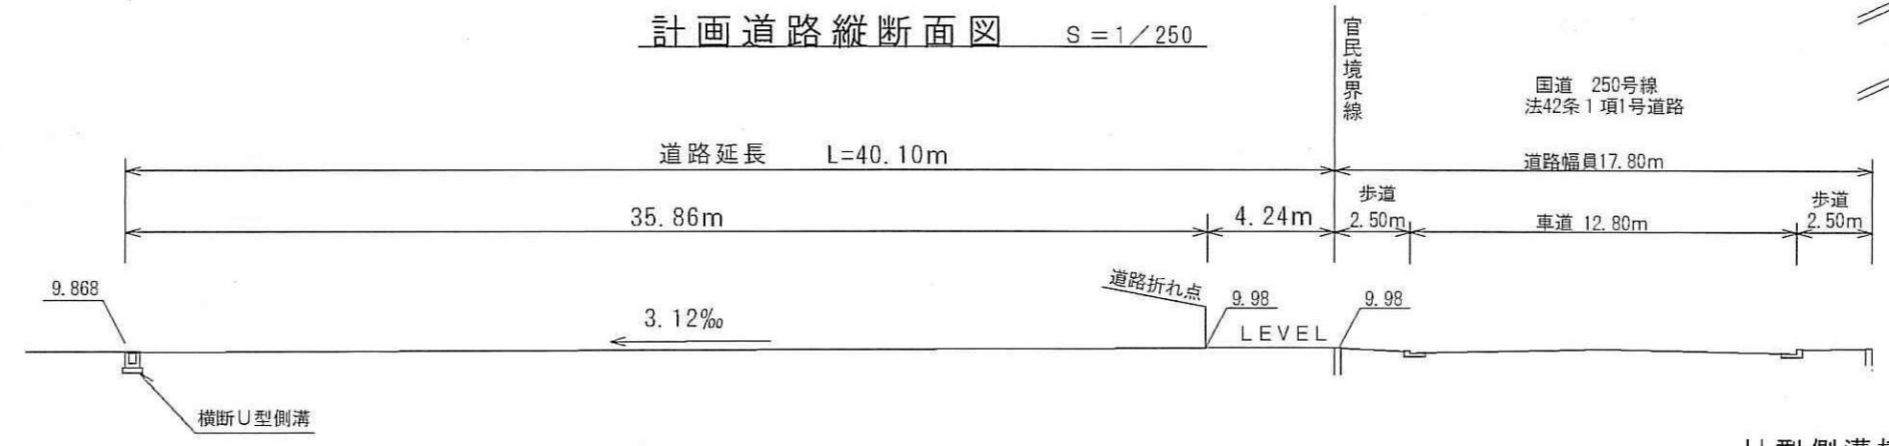 計画道路縦断面図 S=1/250
官民境界線
国道 250号線
法42条1項1号道路
道路延長 L=40.10m
道路幅員17.80m
35.86m
4.24m
歩道
2.50m
車道 12.80m
歩道
2.50m
9.868
3.12‰
道路折れ点
9.98
LEVEL
9.98
横断U型側溝
U型側溝